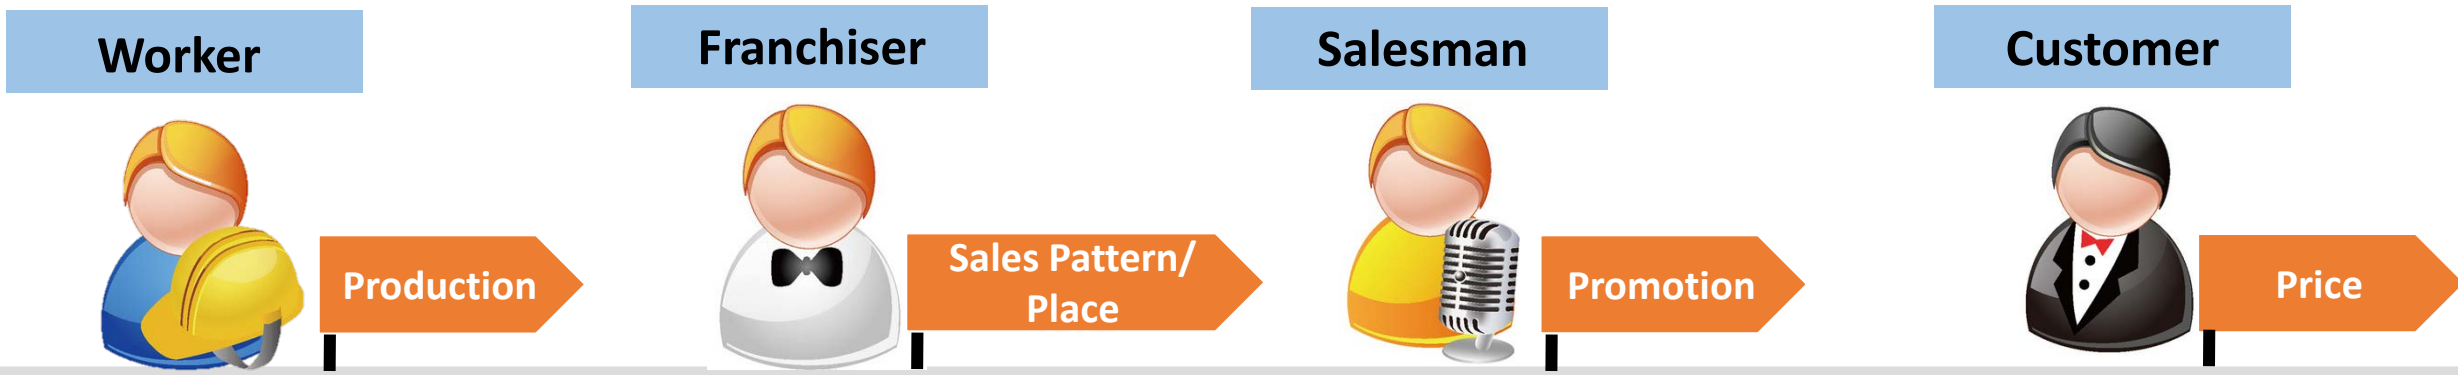 Worker
Franchiser
Salesman
Customer
Production
Sales Pattern/
Place
Promotion
Price